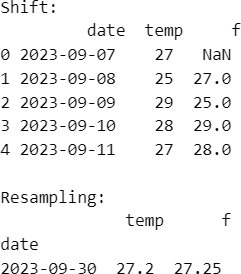 Shift:
date temp f
0 2023-09-07 27 NaN
1 2023-09-08 25 27.0
2 2023-09-09 29 25.0
3 2023-09-10 28 29.0
4 2023-09-11 27 28.0
Resampling:
temp f
date
2023-09-30 27.2 27.25